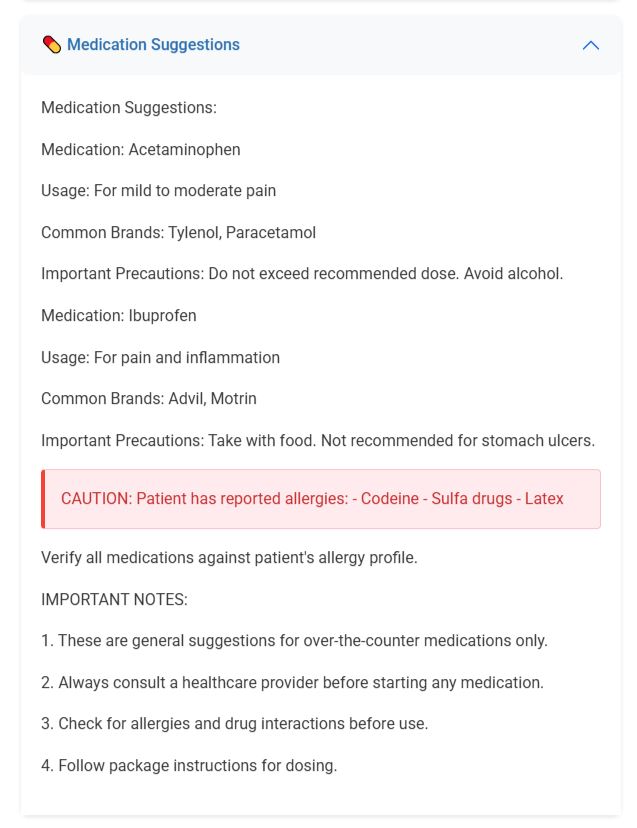 Medication Suggestions
Medication Suggestions:
Medication: Acetaminophen
Usage: For mild to moderate pain
Common Brands: Tylenol, Paracetamol
Important Precautions: Do not exceed recommended dose. Avoid alcohol.
Medication: Ibuprofen
Usage: For pain and inflammation
Common Brands: Advil, Motrin
Important Precautions: Take with food. Not recommended for stomach ulcers.
CAUTION: Patient has reported allergies: - Codeine - Sulfa drugs - Latex
Verify all medications against patient's allergy profile.
IMPORTANT NOTES:
1. These are general suggestions for over-the-counter medications only.
2. Always consult a healthcare provider before starting any medication.
3. Check for allergies and drug interactions before use.
4. Follow package instructions for dosing.